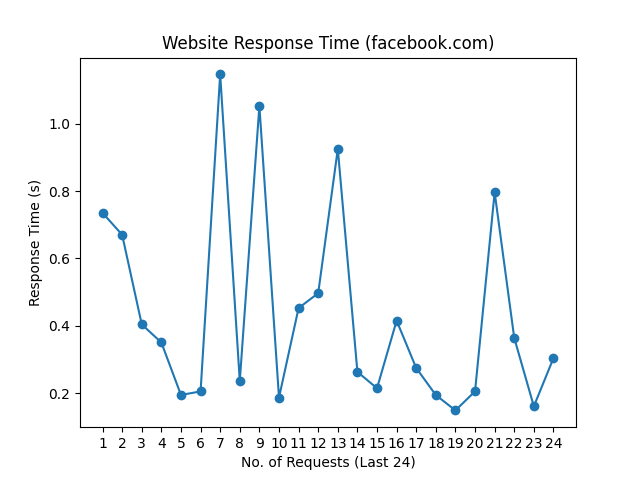 Website Response Time (facebook.com)
Response Time (s)
1.0
0.8
0.6
0.4
0.2
1 2 3 4 5 6 7 8 9 10 11 12 13 14 15 16 17 18 19 20 21 22 23 24
No. of Requests (Last 24)